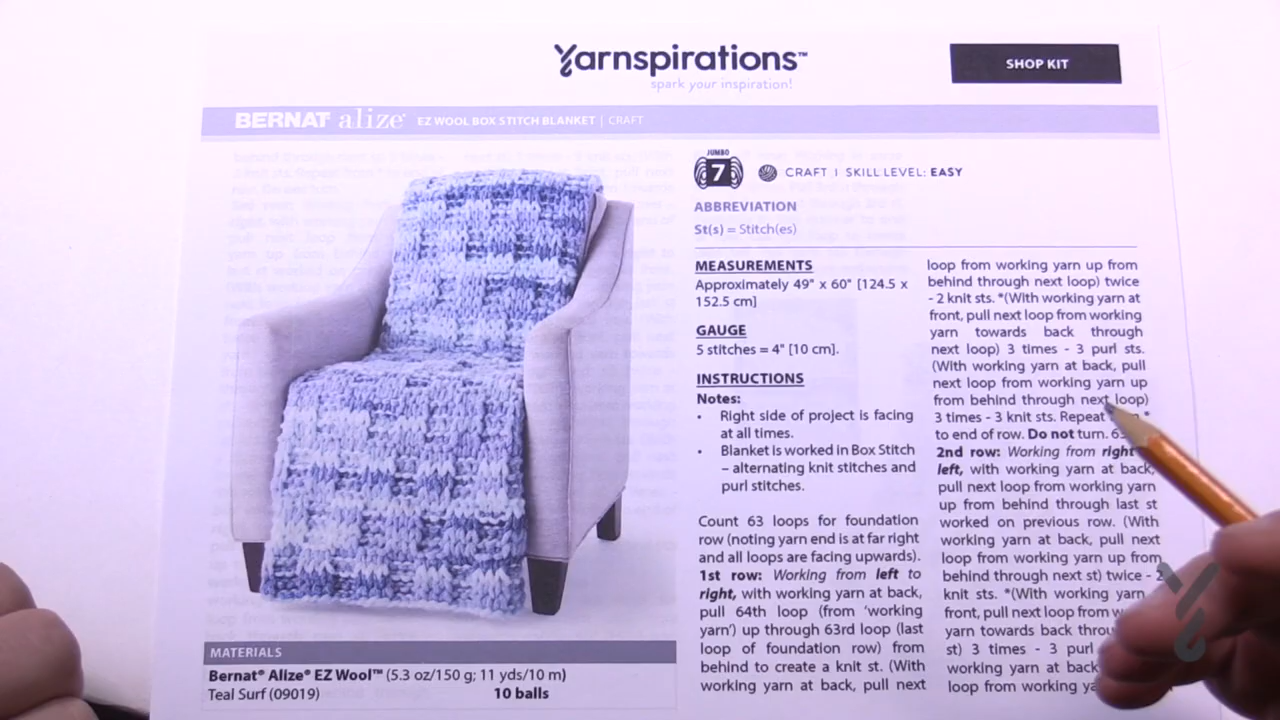 Yarnspirations™
spark your inspiration!
SHOP KIT
BERNAT alize® EZ WOOL BOX STITCH BLANKET | CRAFT
JUMBO
7
CRAFT | SKILL LEVEL: EASY
ABBREVIATION
St(s) = Stitch(es)
MEASUREMENTS
Approximately 49" x 60" [124.5 x
152.5 cm]
GAUGE
5 stitches = 4" [10 cm].
INSTRUCTIONS
Notes:
• Right side of project is facing
at all times.
• Blanket is worked in Box Stitch
– alternating knit stitches and
purl stitches.
Count 63 loops for foundation
row (noting yarn end is at far right
and all loops are facing upwards).
1st row: Working from left to
right, with working yarn at back,
pull 64th loop (from ‘working
yarn’) up through 63rd loop (last
loop of foundation row) from
behind to create a knit st. (With
working yarn at back, pull next
loop from working yarn up from
behind through next loop) twice
- 2 knit sts. *(With working yarn at
front, pull next loop from working
yarn towards back through
next loop) 3 times - 3 purl sts.
(With working yarn at back, pull
next loop from working yarn up
from behind through next loop)
3 times - 3 knit sts. Repeat *
to end of row. Do not turn.
2nd row: Working from right
left, with working yarn at back,
pull next loop from working yarn
up from behind through last st
worked on previous row. (With
working yarn at back, pull next
loop from working yarn up from
behind through next st) twice - 2
knit sts. *(With working yarn
front, pull next loop from
yarn towards back
st) 3 times - 3 purl
working yarn at back
loop from working
MATERIALS
Bernat® Alize® EZ Wool™ (5.3 oz/150 g; 11 yds/10 m)
Teal Surf (09019) 10 balls